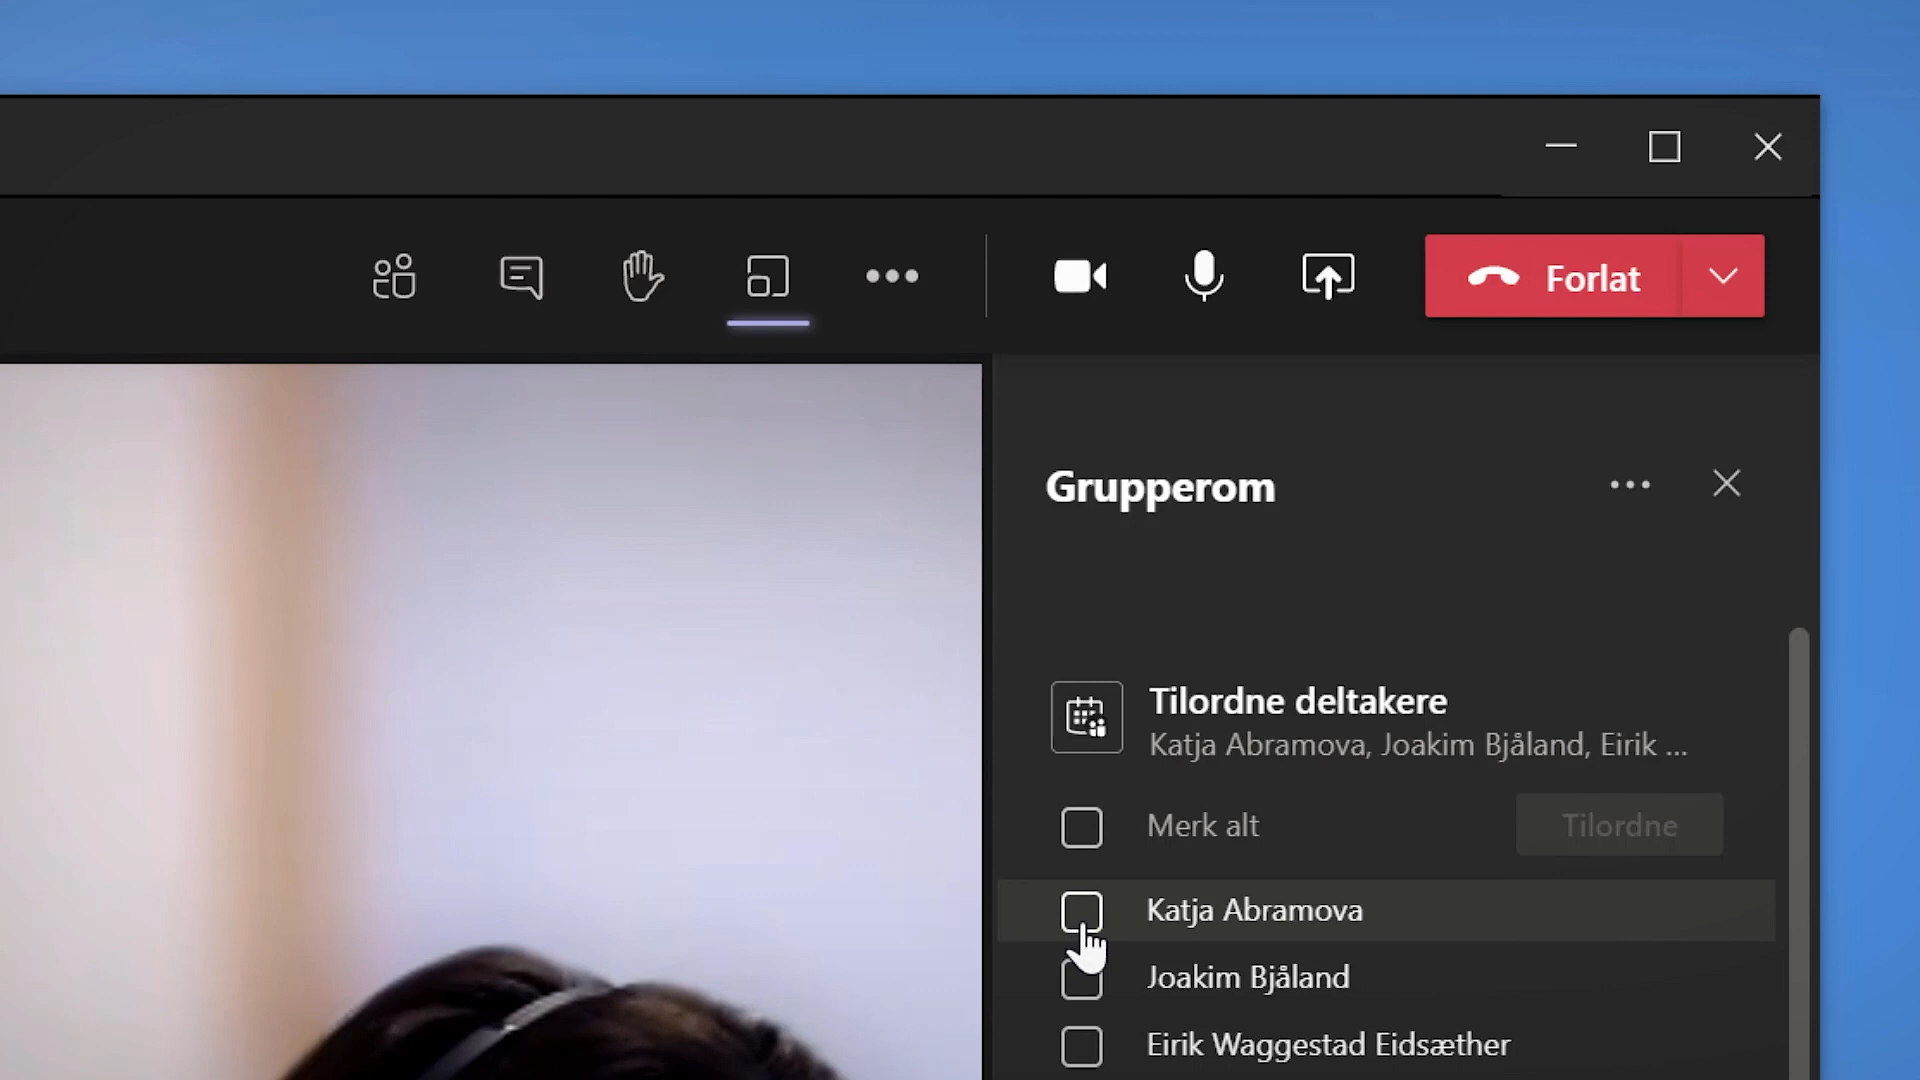 Forlat
Grupperom
Tilordne deltakere
Katja Abramova, Joakim Bjåland, Eirik ...
Merk alt
Tilordne
Katja Abramova
Joakim Bjåland
Eirik Waggestad Eidsæther